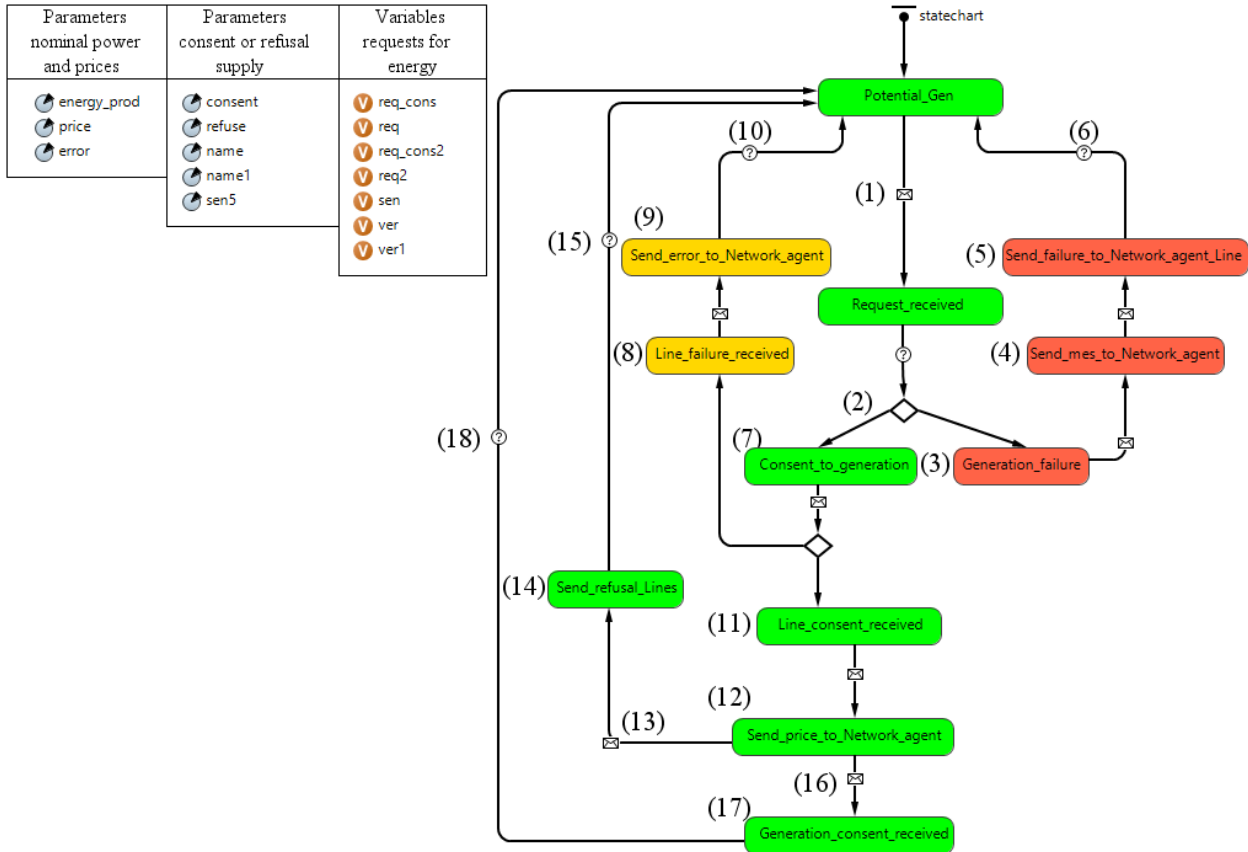 Parameters
nominal power
and prices
Parameters
consent or refusal
supply
Variables
requests for
energy
energy_prod
price
error
consent
refuse
name
name1
sen5
req_cons
req
req_cons2
req2
sen
ver
ver1
statechart
Potential_Gen
(10)
(6)
(1)
(9)
(15)
Send_error_to_Network_agent
(5)
Send_failure_to_Network_agent_Line
Request_received
(8)
Line_failure_received
(4)
Send_mes_to_Network_agent
(2)
(18)
(7)
Consent_to_generation
(3)
Generation_failure
(14)
Send_refusal_Lines
(11)
Line_consent_received
(12)
(13)
Send_price_to_Network_agent
(16)
(17)
Generation_consent_received